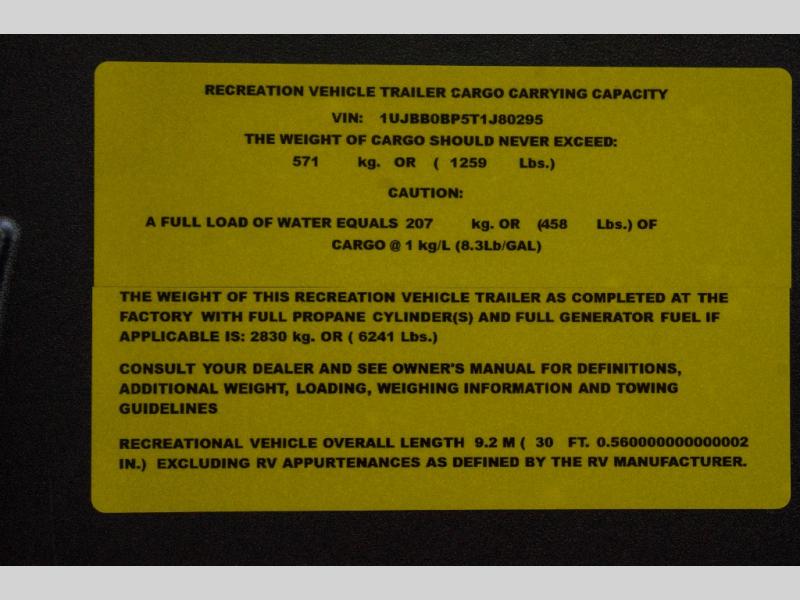 RECREATION VEHICLE TRAILER CARGO CARRYING CAPACITY
VIN: 1UJBB0BP5T1J80295
THE WEIGHT OF CARGO SHOULD NEVER EXCEED:
571 kg. OR ( 1259 Lbs.)
CAUTION:
A FULL LOAD OF WATER EQUALS 207 kg. OR (458 Lbs.) OF
CARGO @ 1 kg/L (8.3Lb/GAL)
THE WEIGHT OF THIS RECREATION VEHICLE TRAILER AS COMPLETED AT THE
FACTORY WITH FULL PROPANE CYLINDER(S) AND FULL GENERATOR FUEL IF
APPLICABLE IS: 2830 kg. OR ( 6241 Lbs.)
CONSULT YOUR DEALER AND SEE OWNER'S MANUAL FOR DEFINITIONS,
ADDITIONAL WEIGHT, LOADING, WEIGHING INFORMATION AND TOWING
GUIDELINES
RECREATIONAL VEHICLE OVERALL LENGTH 9.2 M ( 30 FT. 0.560000000000002
IN.) EXCLUDING RV APPURTENANCES AS DEFINED BY THE RV MANUFACTURER.